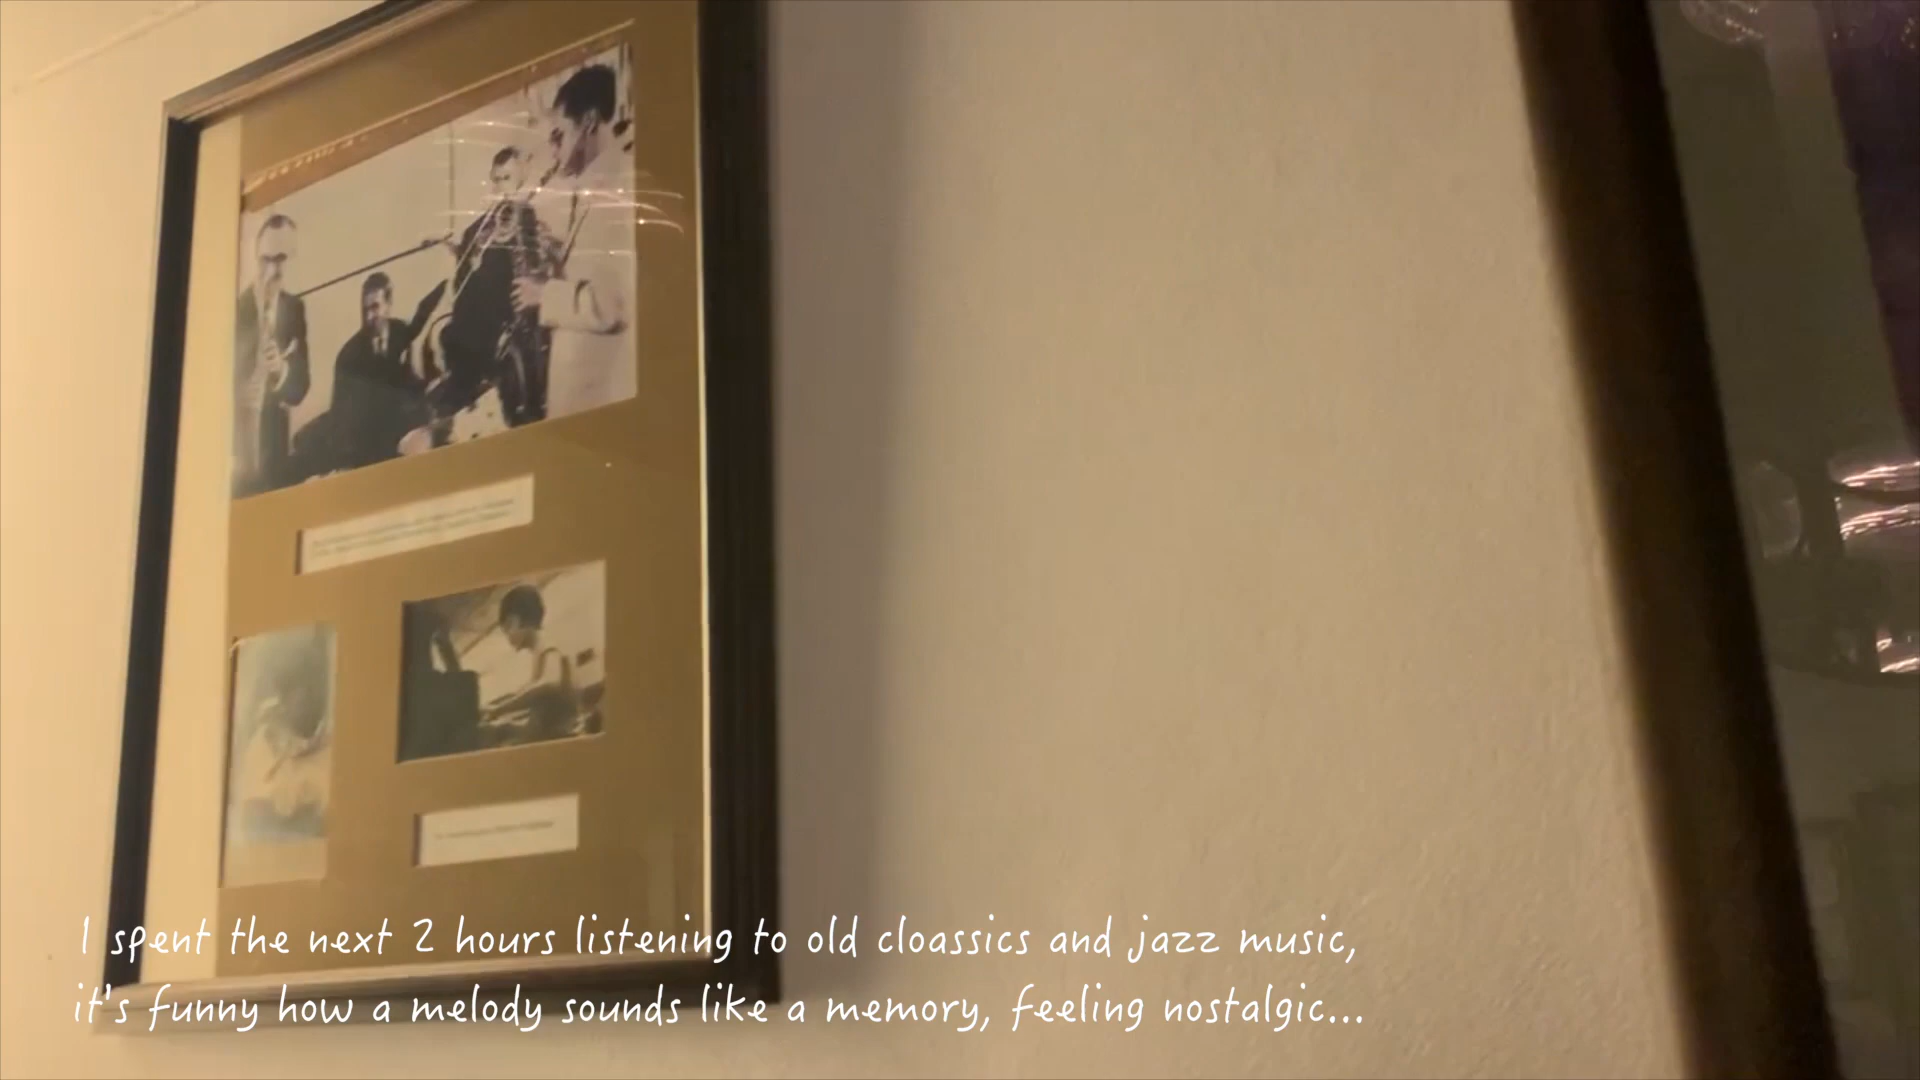 I spent the next 2 hours listening to old cloassics and jazz music,
it's funny how a melody sounds like a memory, feeling nostalgic...